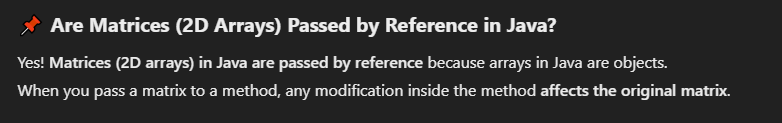 📌 Are Matrices (2D Arrays) Passed by Reference in Java?
Yes! Matrices (2D arrays) in Java are passed by reference because arrays in Java are objects.
When you pass a matrix to a method, any modification inside the method affects the original matrix.